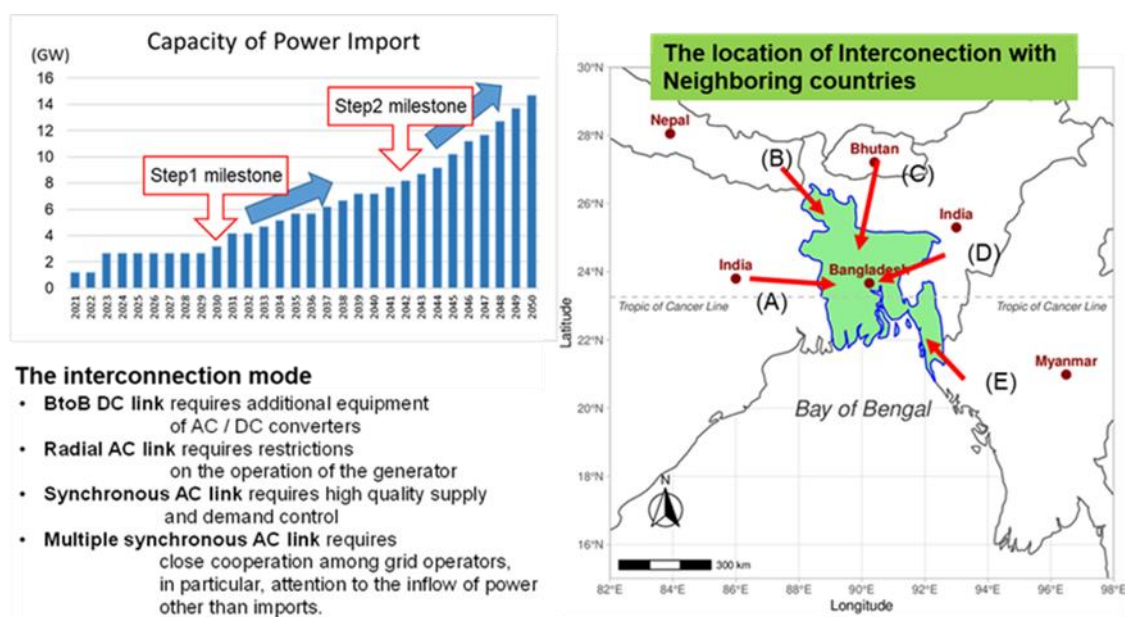 Capacity of Power Import
(GW)
16
14
12
10
8
6
4
2
0
Step1 milestone
Step2 milestone
2021
2022
2023
2024
2025
2026
2027
2028
2029
2030
2031
2032
2033
2034
2035
2036
2037
2038
2039
2040
2041
2042
2043
2044
2045
2046
2047
2048
2049
2050
The interconnection mode
• BtoB DC link requires additional equipment
of AC / DC converters
• Radial AC link requires restrictions
on the operation of the generator
• Synchronous AC link requires high quality supply
and demand control
• Multiple synchronous AC link requires
close cooperation among grid operators,
in particular, attention to the inflow of power
other than imports.
The location of Interconection with
Neighboring countries
30°N
28°N
26°N
24°N
22°N
20°N
18°N
16°N
Latitude
Nepal
Bhutan
(B)
(C)
India
(D)
India
Bangladesh
(A)
Tropic of Cancer Line
Tropic of Cancer Line
Myanmar
(E)
Bay of Bengal
N
300 km
82°E
84°E
86°E
88°E
90°E
92°E
94°E
96°E
98°E
Longitude